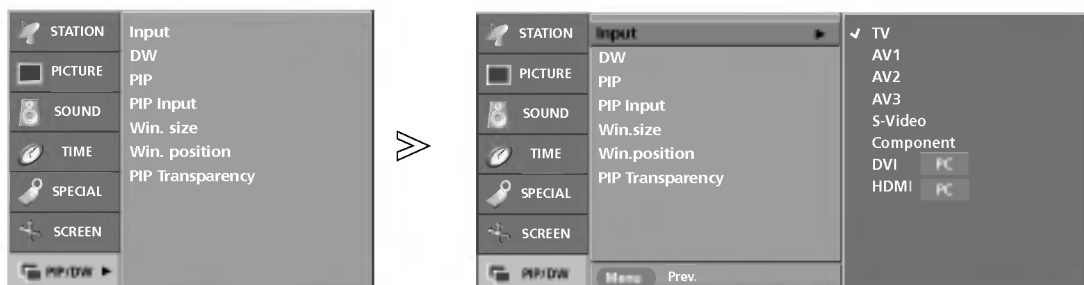 STATION
PICTURE
SOUND
TIME
SPECIAL
SCREEN
PIP/DW
Input
DW
PIP
PIP Input
Win. size
Win. position
PIP Transparency
STATION
PICTURE
SOUND
TIME
SPECIAL
SCREEN
PIP/DW
Input
DW
PIP
PIP Input
Win.size
Win.position
PIP Transparency
Menu Prev.
TV
AV1
AV2
AV3
S-Video
Component
DVI PC
HDMI PC